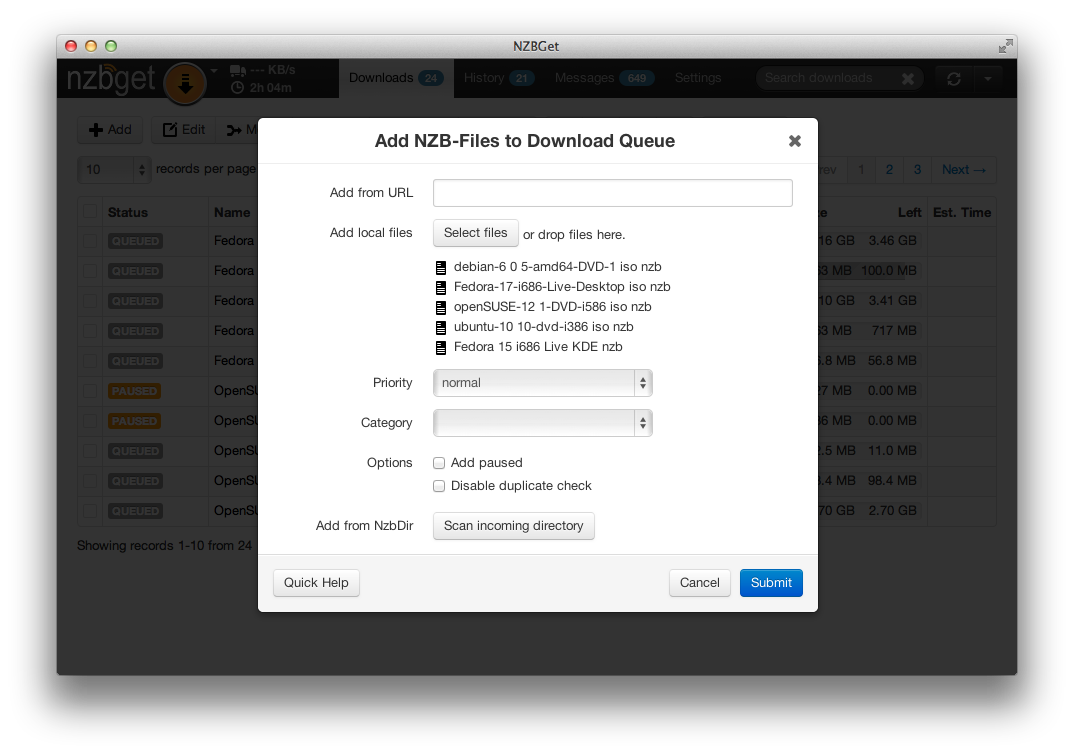 NZBGet
nzbget
--- KB/s
2h 04m
Downloads 24
History 21
Messages 649
Settings
Search downloads
Add
Edit
M
10 records per page
rev 1 2 3 Next →
Status Name Left Est. Time
QUEUED Fedora 16 GB 3.46 GB
QUEUED Fedora 63 MB 100.0 MB
QUEUED Fedora 10 GB 3.41 GB
QUEUED Fedora 63 MB 717 MB
QUEUED Fedora 6.8 MB 56.8 MB
PAUSED OpenSU 27 MB 0.00 MB
PAUSED OpenSU 36 MB 0.00 MB
QUEUED OpenSU 2.5 MB 11.0 MB
QUEUED OpenSU 8.4 MB 98.4 MB
QUEUED OpenSU 70 GB 2.70 GB
Showing records 1-10 from 24
Add NZB-Files to Download Queue
Add from URL
Add local files Select files or drop files here.
debian-6 0 5-amd64-DVD-1 iso nzb
Fedora-17-i686-Live-Desktop iso nzb
openSUSE-12 1-DVD-i586 iso nzb
ubuntu-10 10-dvd-i386 iso nzb
Fedora 15 i686 Live KDE nzb
Priority normal
Category
Options Add paused
Disable duplicate check
Add from NzbDir Scan incoming directory
Quick Help Cancel Submit